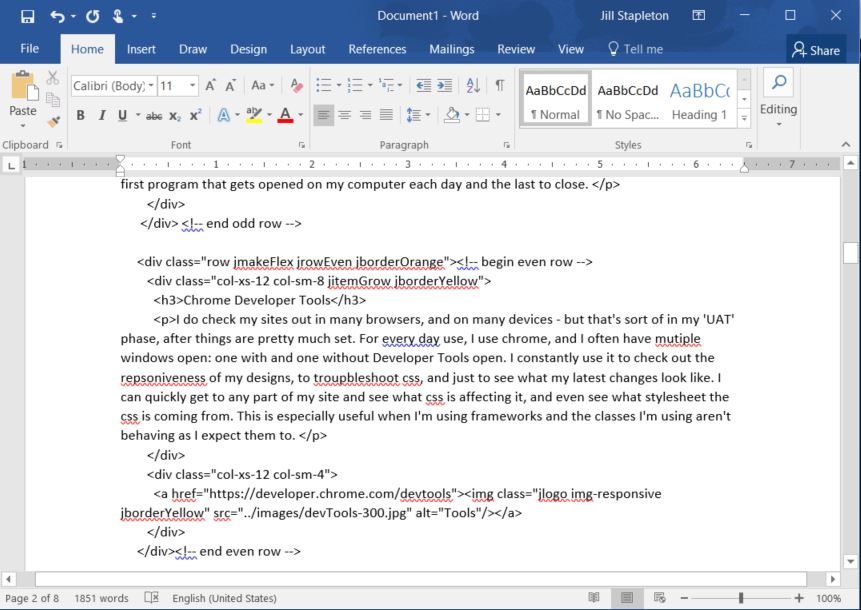 Document1 - Word
Jill Stapleton
File Home Insert Draw Design Layout References Mailings Review View Tell me Share
Calibri (Body) 11 A A Aa
AaBbCcDd AaBbCcDd AaBbCc
Paste
B I U abc X₂ X² A aby A
¶ Normal ¶ No Spac... Heading 1
Editing
Clipboard Font Paragraph Styles
1 1 2 3 4 5 6 7
first program that gets opened on my computer each day and the last to close. </p>
</div>
</div> <!-- end odd row -->
<div class="row jmakeFlex jrowEven jborderOrange"><!-- begin even row -->
<div class="col-xs-12 col-sm-8 jitemGrow jborderYellow">
<h3>Chrome Developer Tools</h3>
<p>I do check my sites out in many browsers, and on many devices - but that's sort of in my 'UAT'
phase, after things are pretty much set. For every day use, I use chrome, and I often have mutiple
windows open: one with and one without Developer Tools open. I constantly use it to check out the
repsoniveness of my designs, to troupbleshoot css, and just to see what my latest changes look like. I
can quickly get to any part of my site and see what css is affecting it, and even see what stylesheet the
css is coming from. This is especially useful when I'm using frameworks and the classes I'm using aren't
behaving as I expect them to. </p>
</div>
<div class="col-xs-12 col-sm-4">
<a href="https://developer.chrome.com/devtools"><img class="jlogo img-responsive
jborderYellow" src="../images/devTools-300.jpg" alt="Tools"/></a>
</div>
</div><!-- end even row -->
Page 2 of 8 1851 words English (United States) 100%